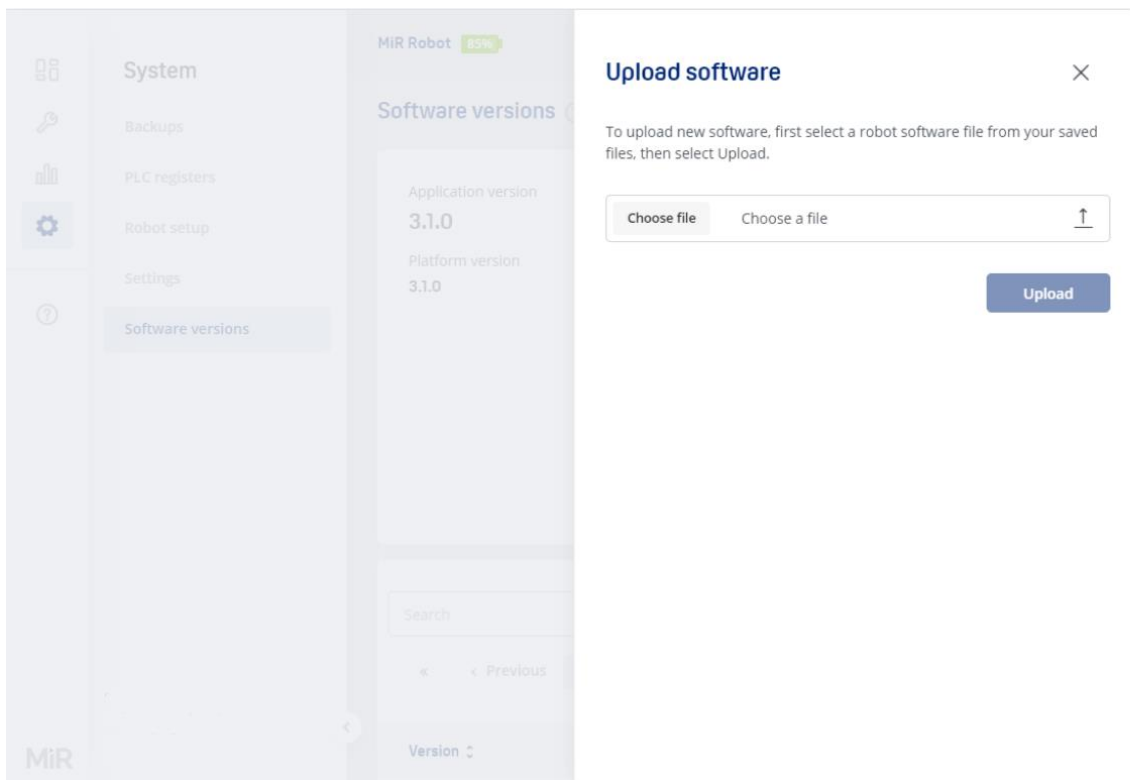 MiR Robot 85%
System
Backups
PLC registers
Robot setup
Settings
Software versions
Software versions
Application version
3.1.0
Platform version
3.1.0
Search
« < Previous
Version
MiR
Upload software
To upload new software, first select a robot software file from your saved
files, then select Upload.
Choose file Choose a file
Upload